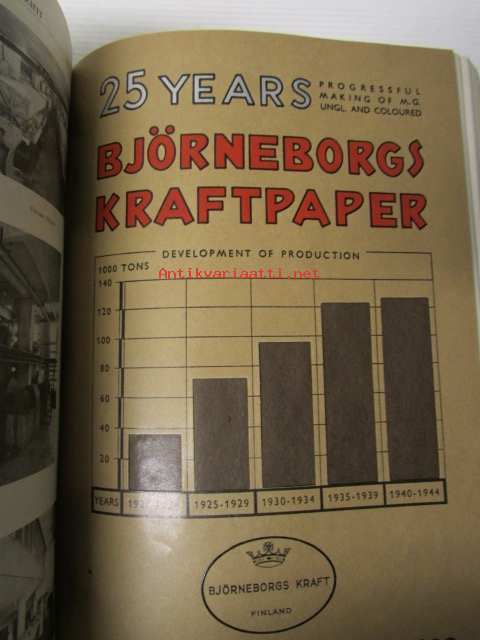 25 YEARS
PROGRESSFUL
MAKING OF M.G.
UNGL. AND COLOURED
BJÖRNEBORGS
KRAFTPAPER
DEVELOPMENT OF PRODUCTION
1000 TONS
Antikvariaatti.net
140
120
100
80
60
40
20
YEARS
1925-1929
1930-1934
1935-1939
1940-1944
BJÖRNEBORGS KRAFT
FINLAND